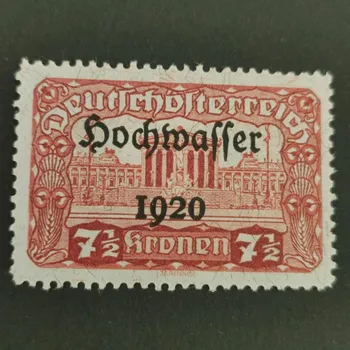 Deutschösterreich
Hochwasser
1920
7½ Kronen 7½